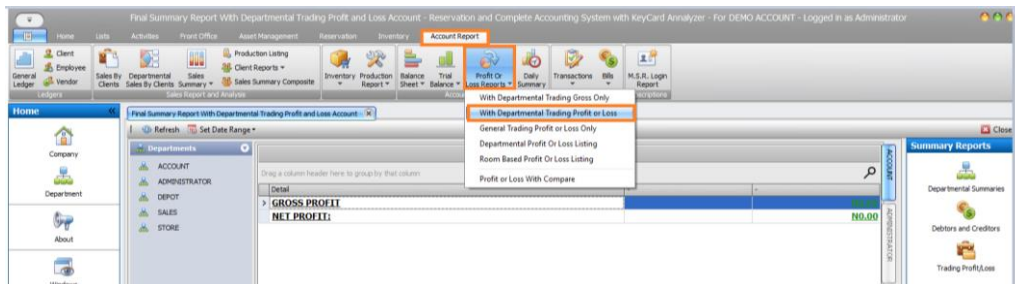 Final Summary Report With Departmental Trading Profit and Loss Account - Reservation and Complete Accounting System with KeyCard Annalyzer - For DEMO ACCOUNT - Logged in as Administrator
Home Lists Activities Front Office Asset Management Reservation Inventory Account Report
Client
Employee
Vendor
General Ledger
Ledgers
Sales By Clients
Departmental Sales By Clients
Sales Summary
Production Listing
Client Reports
Sales Summary Composite
Sales Report and Analysis
Inventory
Production Report
Balance Sheet
Trial Balance
Profit Or Loss Reports
Daily Summary
Transactions
Bills
M.S.R. Login Report
With Departmental Trading Gross Only
With Departmental Trading Profit or Loss
General Trading Profit or Loss Only
Departmental Profit Or Loss Listing
Room Based Profit Or Loss Listing
Profit or Loss With Compare
Home
Company
Department
About
Windows
Final Summary Report With Departmental Trading Profit and Loss Account
Refresh Set Date Range
Close
Departments
ACCOUNT
ADMINISTRATOR
DEPOT
SALES
STORE
Drag a column header here to group by that column
Detail -
GROSS PROFIT
NET PROFIT: N0.00
ACCOUNT
ADMINISTRATOR
Summary Reports
Departmental Summaries
Debtors and Creditors
Trading Profit/Loss